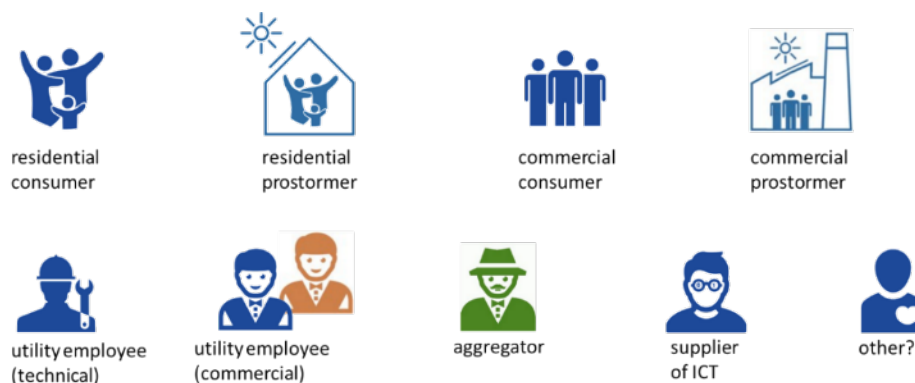 residential
consumer
residential
prostormer
commercial
consumer
commercial
prostormer
utility employee
(technical)
utility employee
(commercial)
aggregator
supplier
of ICT
other?